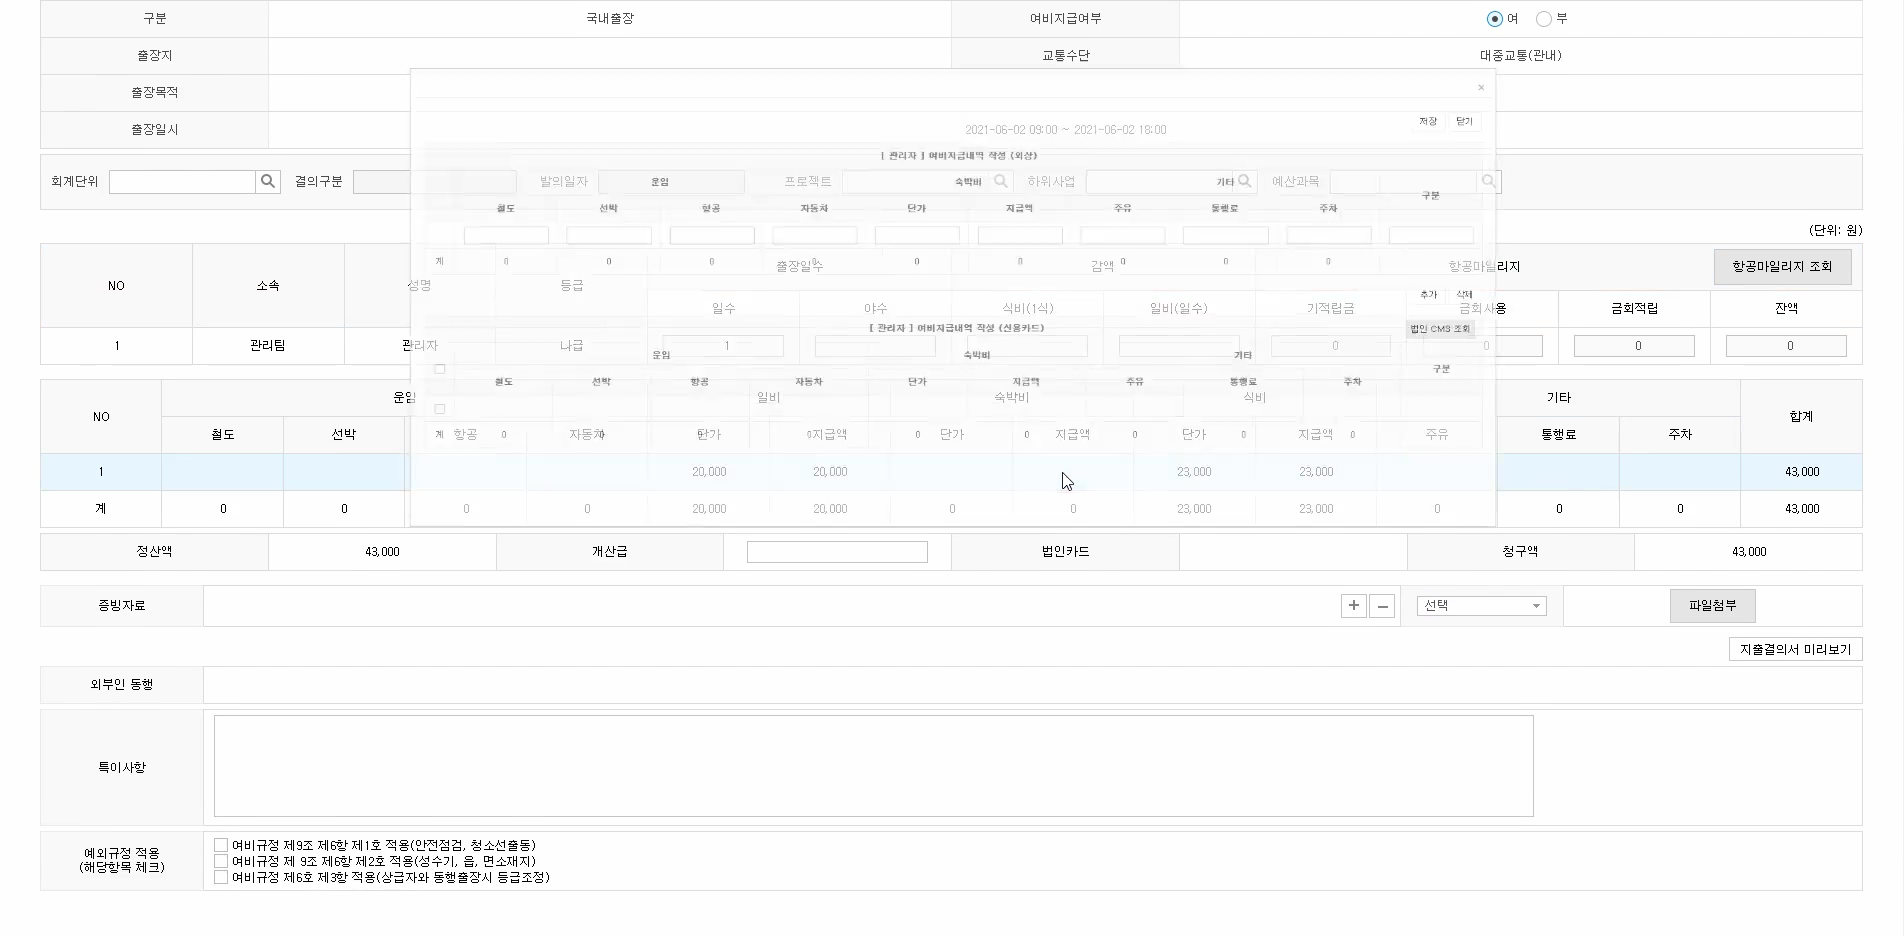 구분 국내출장 여비지급여부 여 부
출장지 교통수단 대중교통(관내)
출장목적
×
출장일시 2021-06-02 09:00 ~ 2021-06-02 18:00 저장 닫기
[ 관리자 ] 여비지급내역 작성 (외상)
회계단위 결의구분 발의일자 프로젝트 하위사업 예산과목
운임 숙박비 기타 구분
철도 선박 항공 자동차 단가 지급액 주유 통행료 주차
(단위: 원)
계 0 0 0 0 0 0 0 0 0
NO 소속 성명 등급 출장일수 감액 항공마일리지 항공마일리지 조회
추가 삭제
일수 야수 식비(1식) 일비(일수) 기적립금 금회사용 금회적립 잔액
[ 관리자 ] 여비지급내역 작성 (신용카드) 법인 CMS 조회
1 관리팀 관리자 나급 1 0 0 0 0
운임 숙박비 기타 구분
철도 선박 항공 자동차 단가 지급액 주유 통행료 주차
NO 운임 일비 숙박비 식비 기타 합계
철도 선박 항공 자동차 단가 지급액 단가 지급액 단가 지급액 주유 통행료 주차
계 0 0 0 0 0 0 0 0 0
1 20,000 20,000 23,000 23,000 43,000
계 0 0 0 0 20,000 20,000 0 0 23,000 23,000 0 0 0 43,000
정산액 43,000 개산급 법인카드 청구액 43,000
증빙자료 + − 선택 파일첨부
지출결의서 미리보기
외부인 동행
특이사항
예외규정 적용
(해당항목 체크)
여비규정 제9조 제6항 제1호 적용(안전점검, 청소선출동)
여비규정 제 9조 제6항 제2호 적용(성수기, 읍, 면소재지)
여비규정 제6호 제3항 적용(상급자와 동행출장시 등급조정)